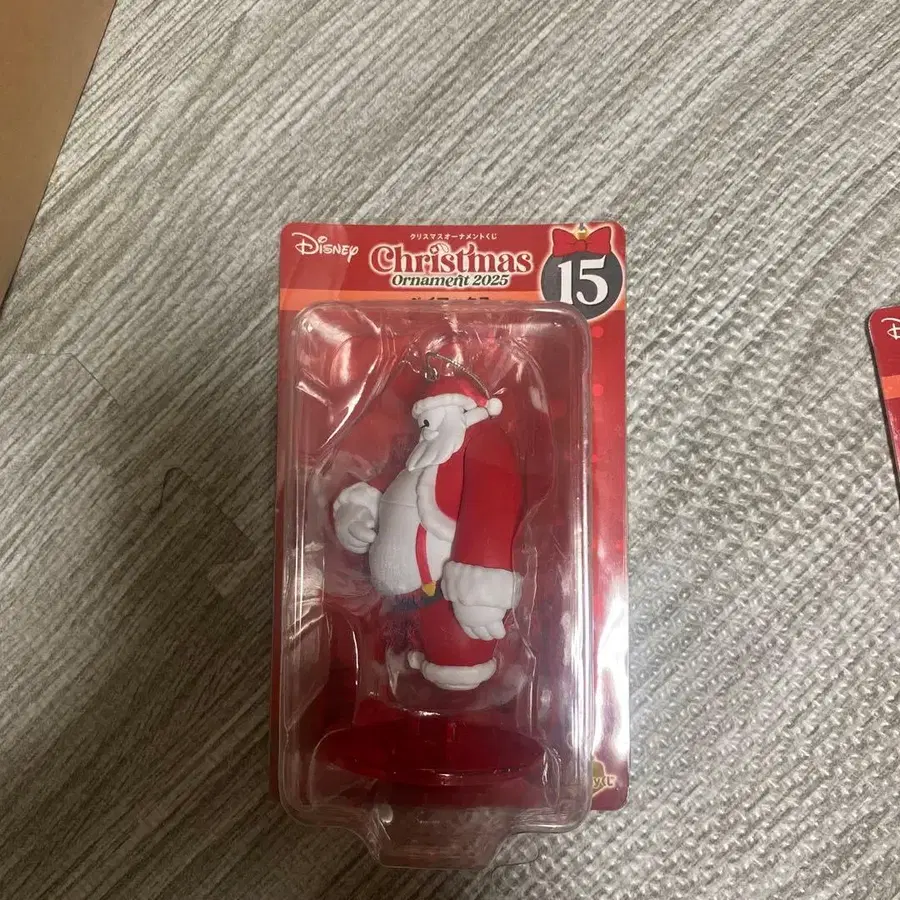 Disney
クリスマスオーナメントくじ
Christmas
Ornament 2025
15